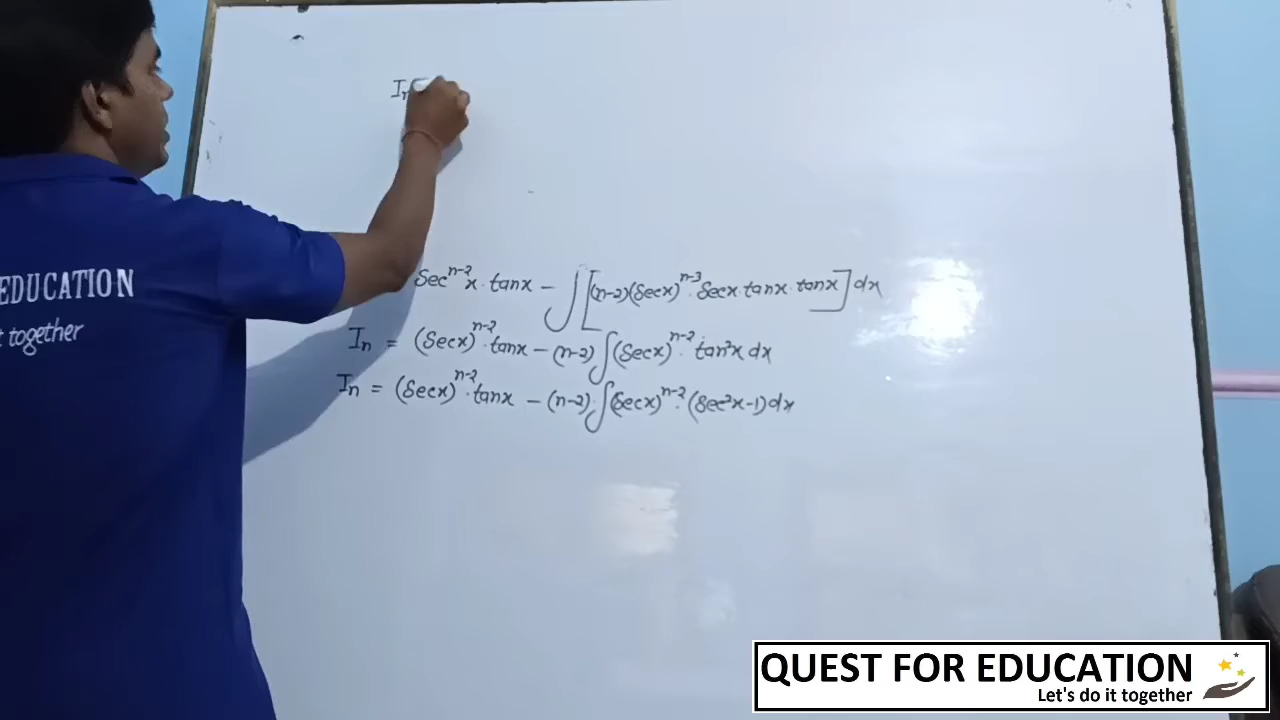 Iₙ
Secⁿ⁻²x · tanx − ∫[(n-2)(Secx)ⁿ⁻³ · Secx · tanx · tanx] dx
Iₙ = (Secx)ⁿ⁻² · tanx − (n-2) ∫(Secx)ⁿ⁻² · tan²x dx
Iₙ = (Secx)ⁿ⁻² · tanx − (n-2) · ∫(Secx)ⁿ⁻² · (Sec²x-1) dx
EDUCATION
t together
QUEST FOR EDUCATION
Let's do it together